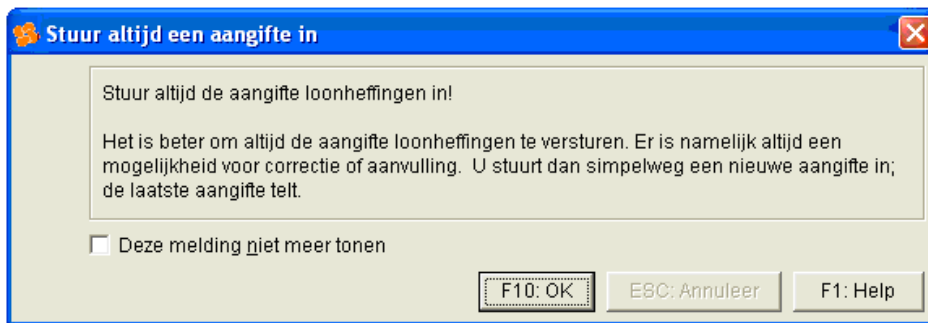 Stuur altijd een aangifte in
Stuur altijd de aangifte loonheffingen in!
Het is beter om altijd de aangifte loonheffingen te versturen. Er is namelijk altijd een
mogelijkheid voor correctie of aanvulling.  U stuurt dan simpelweg een nieuwe aangifte in;
de laatste aangifte telt.
Deze melding niet meer tonen
F10: OK
ESC: Annuleer
F1: Help